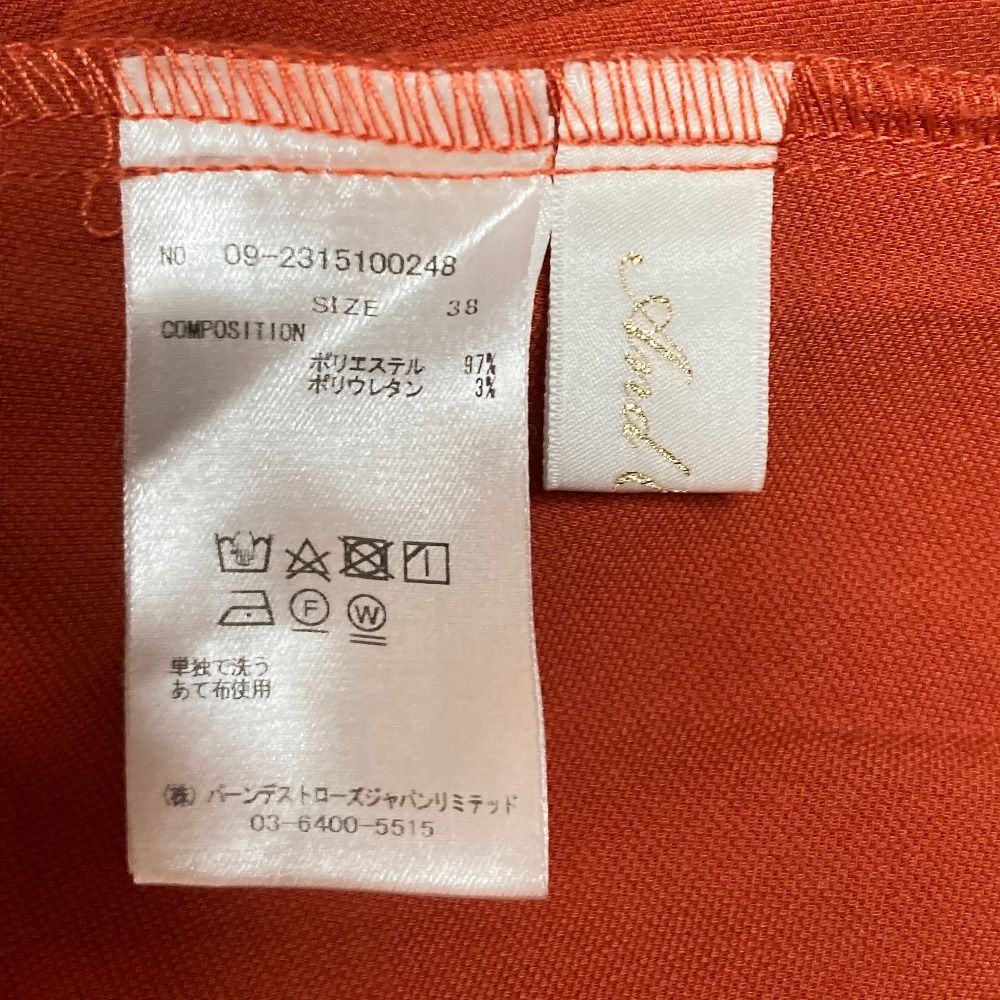 NO 09-2315100248
SIZE 38
COMPOSITION
ポリエステル 97%
ポリウレタン 3%
F
W
単独で洗う
あて布使用
(株) バーンデストローズジャパンリミテッド
03-6400-5515